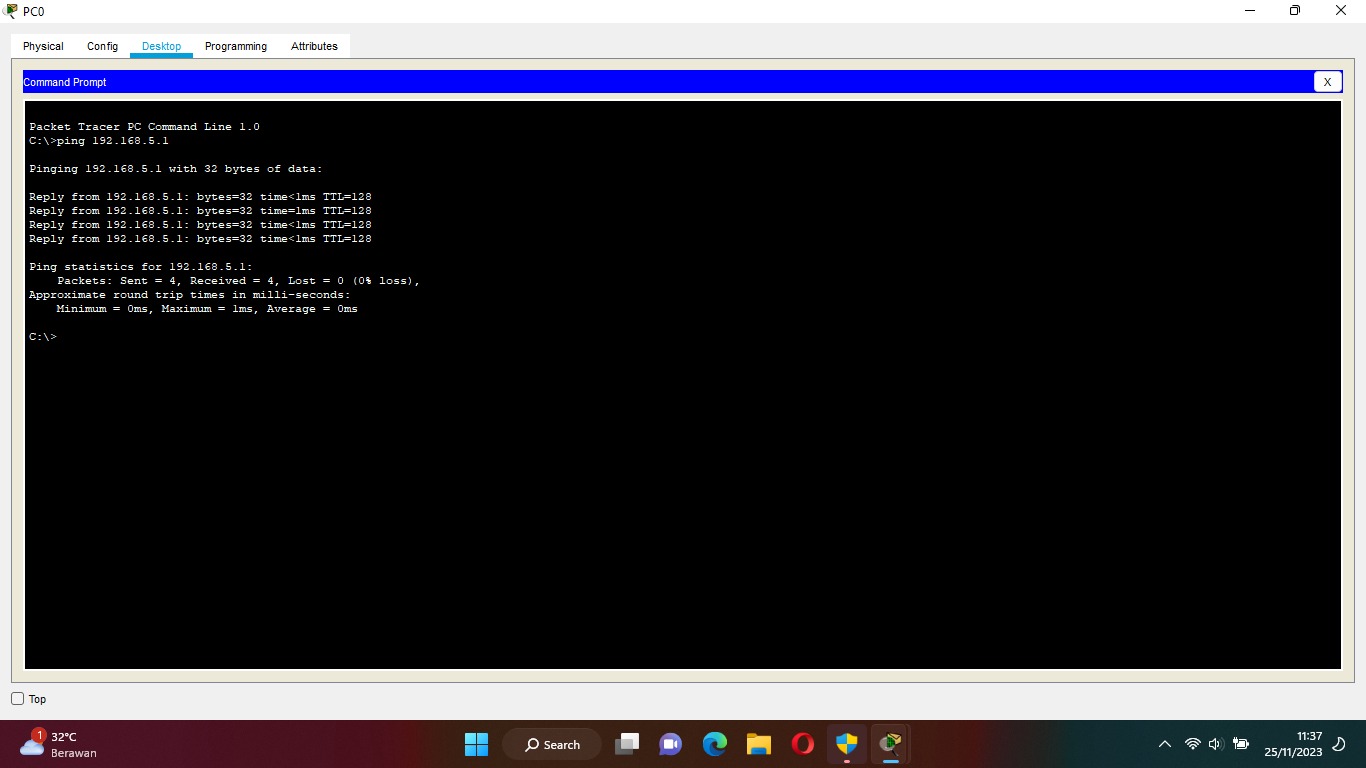 PC0
Physical Config Desktop Programming Attributes
Command Prompt
X
Packet Tracer PC Command Line 1.0
C:\>ping 192.168.5.1
Pinging 192.168.5.1 with 32 bytes of data:
Reply from 192.168.5.1: bytes=32 time<1ms TTL=128
Reply from 192.168.5.1: bytes=32 time=1ms TTL=128
Reply from 192.168.5.1: bytes=32 time<1ms TTL=128
Reply from 192.168.5.1: bytes=32 time<1ms TTL=128
Ping statistics for 192.168.5.1:
Packets: Sent = 4, Received = 4, Lost = 0 (0% loss),
Approximate round trip times in milli-seconds:
Minimum = 0ms, Maximum = 1ms, Average = 0ms
C:\>
Top
1
32°C
Berawan
Search
11:37
25/11/2023